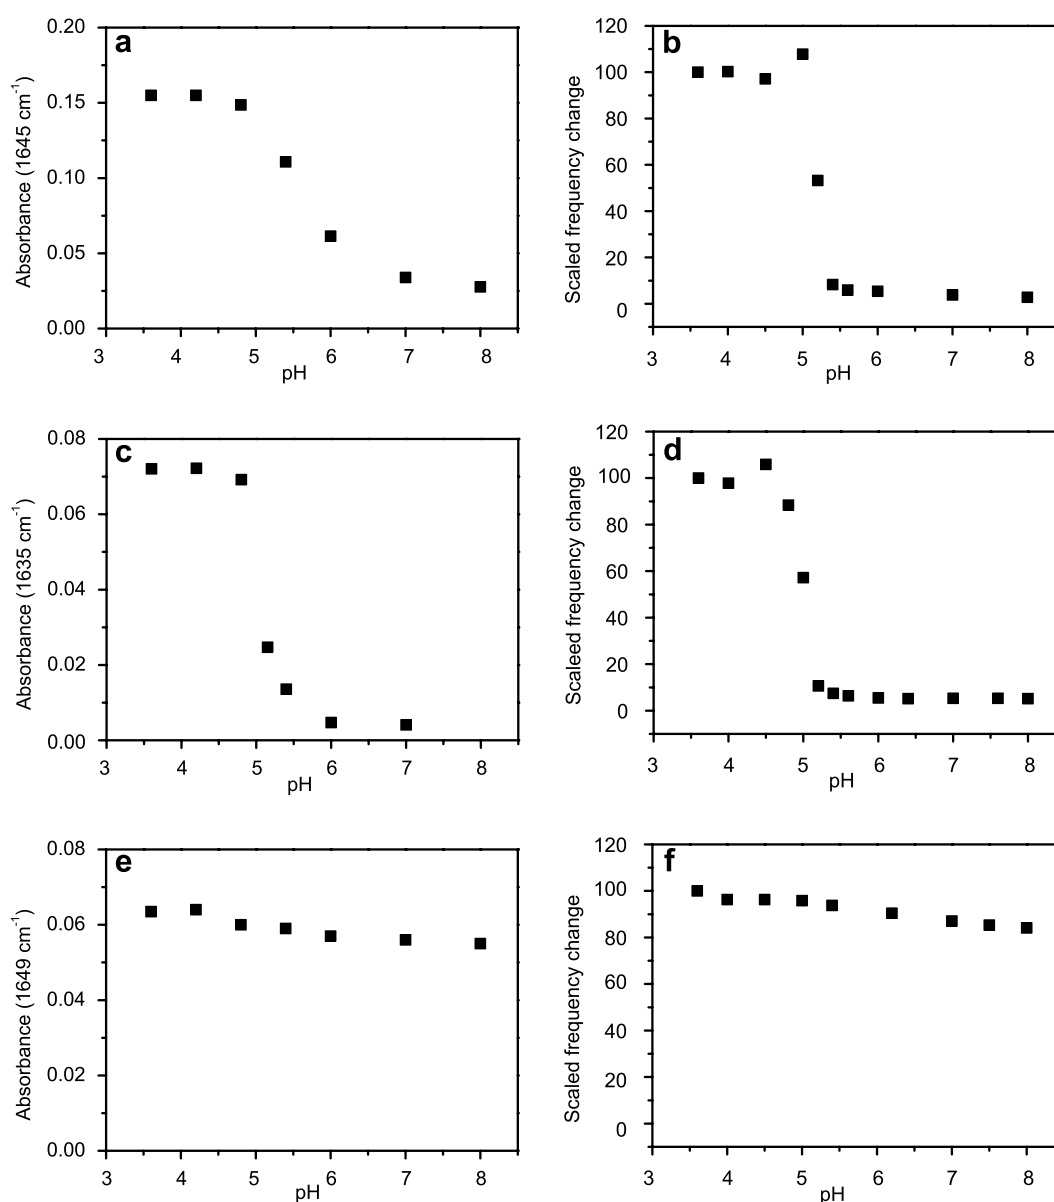 a
Absorbance (1645 cm⁻¹)
0.20
0.15
0.10
0.05
0.00
3 4 5 6 7 8
pH
b
Scaled frequency change
120
100
80
60
40
20
0
3 4 5 6 7 8
pH
c
Absorbance (1635 cm⁻¹)
0.08
0.06
0.04
0.02
0.00
3 4 5 6 7 8
pH
d
Scaleed frequency change
120
100
80
60
40
20
0
3 4 5 6 7 8
pH
e
Absorbance (1649 cm⁻¹)
0.08
0.06
0.04
0.02
0.00
3 4 5 6 7 8
pH
f
Scaled frequency change
120
100
80
60
40
20
0
3 4 5 6 7 8
pH